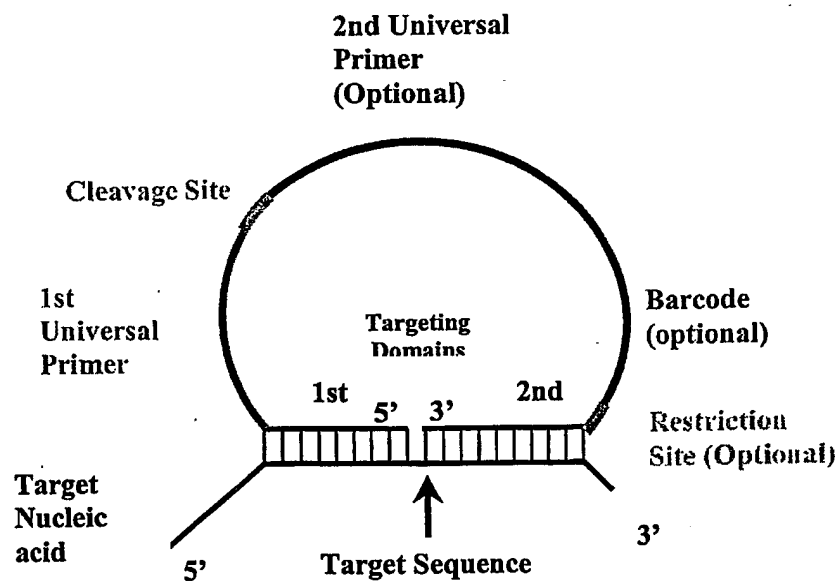 2nd Universal
Primer
(Optional)
Cleavage Site
1st
Universal
Primer
Targeting
Domains
Barcode
(optional)
1st
5’
3’
2nd
Restriction
Site (Optional)
Target
Nucleic
acid
5’
Target Sequence
3’